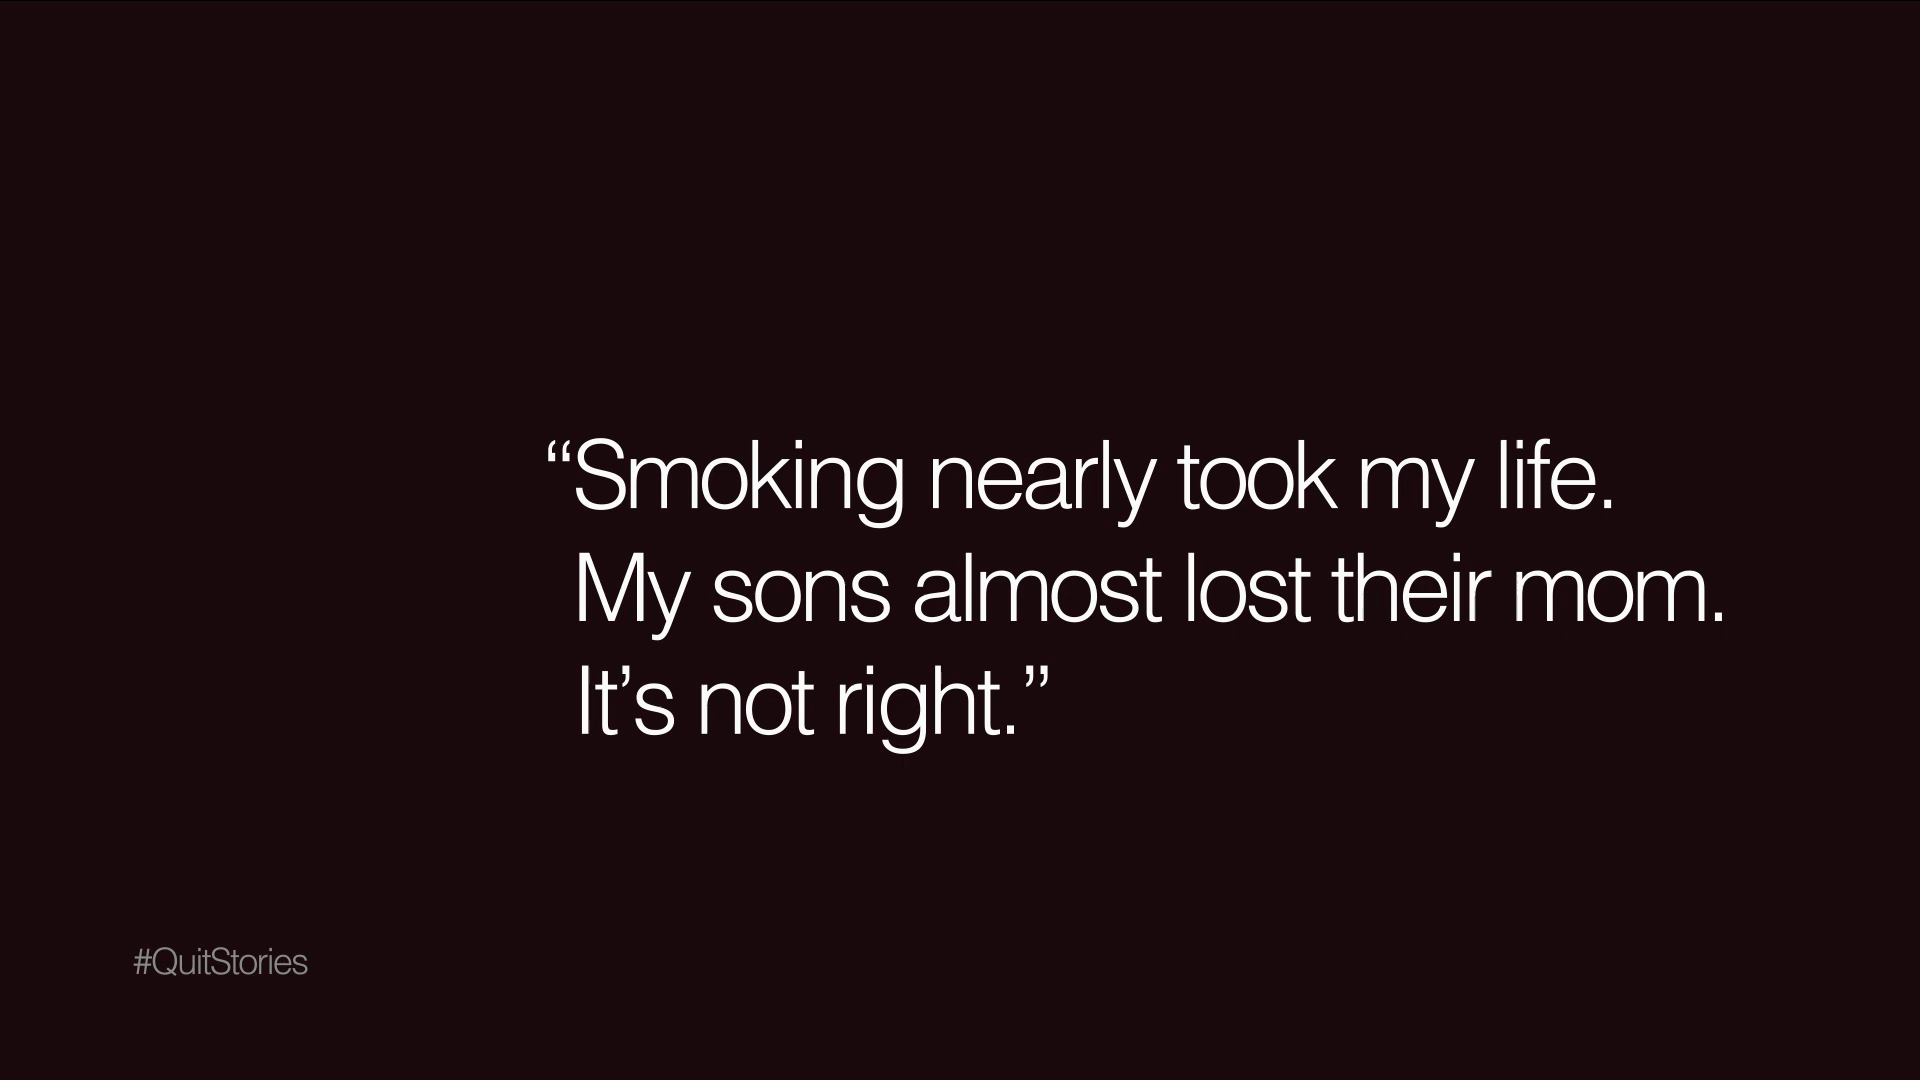 “Smoking nearly took my life.
My sons almost lost their mom.
It’s not right.”
#QuitStories